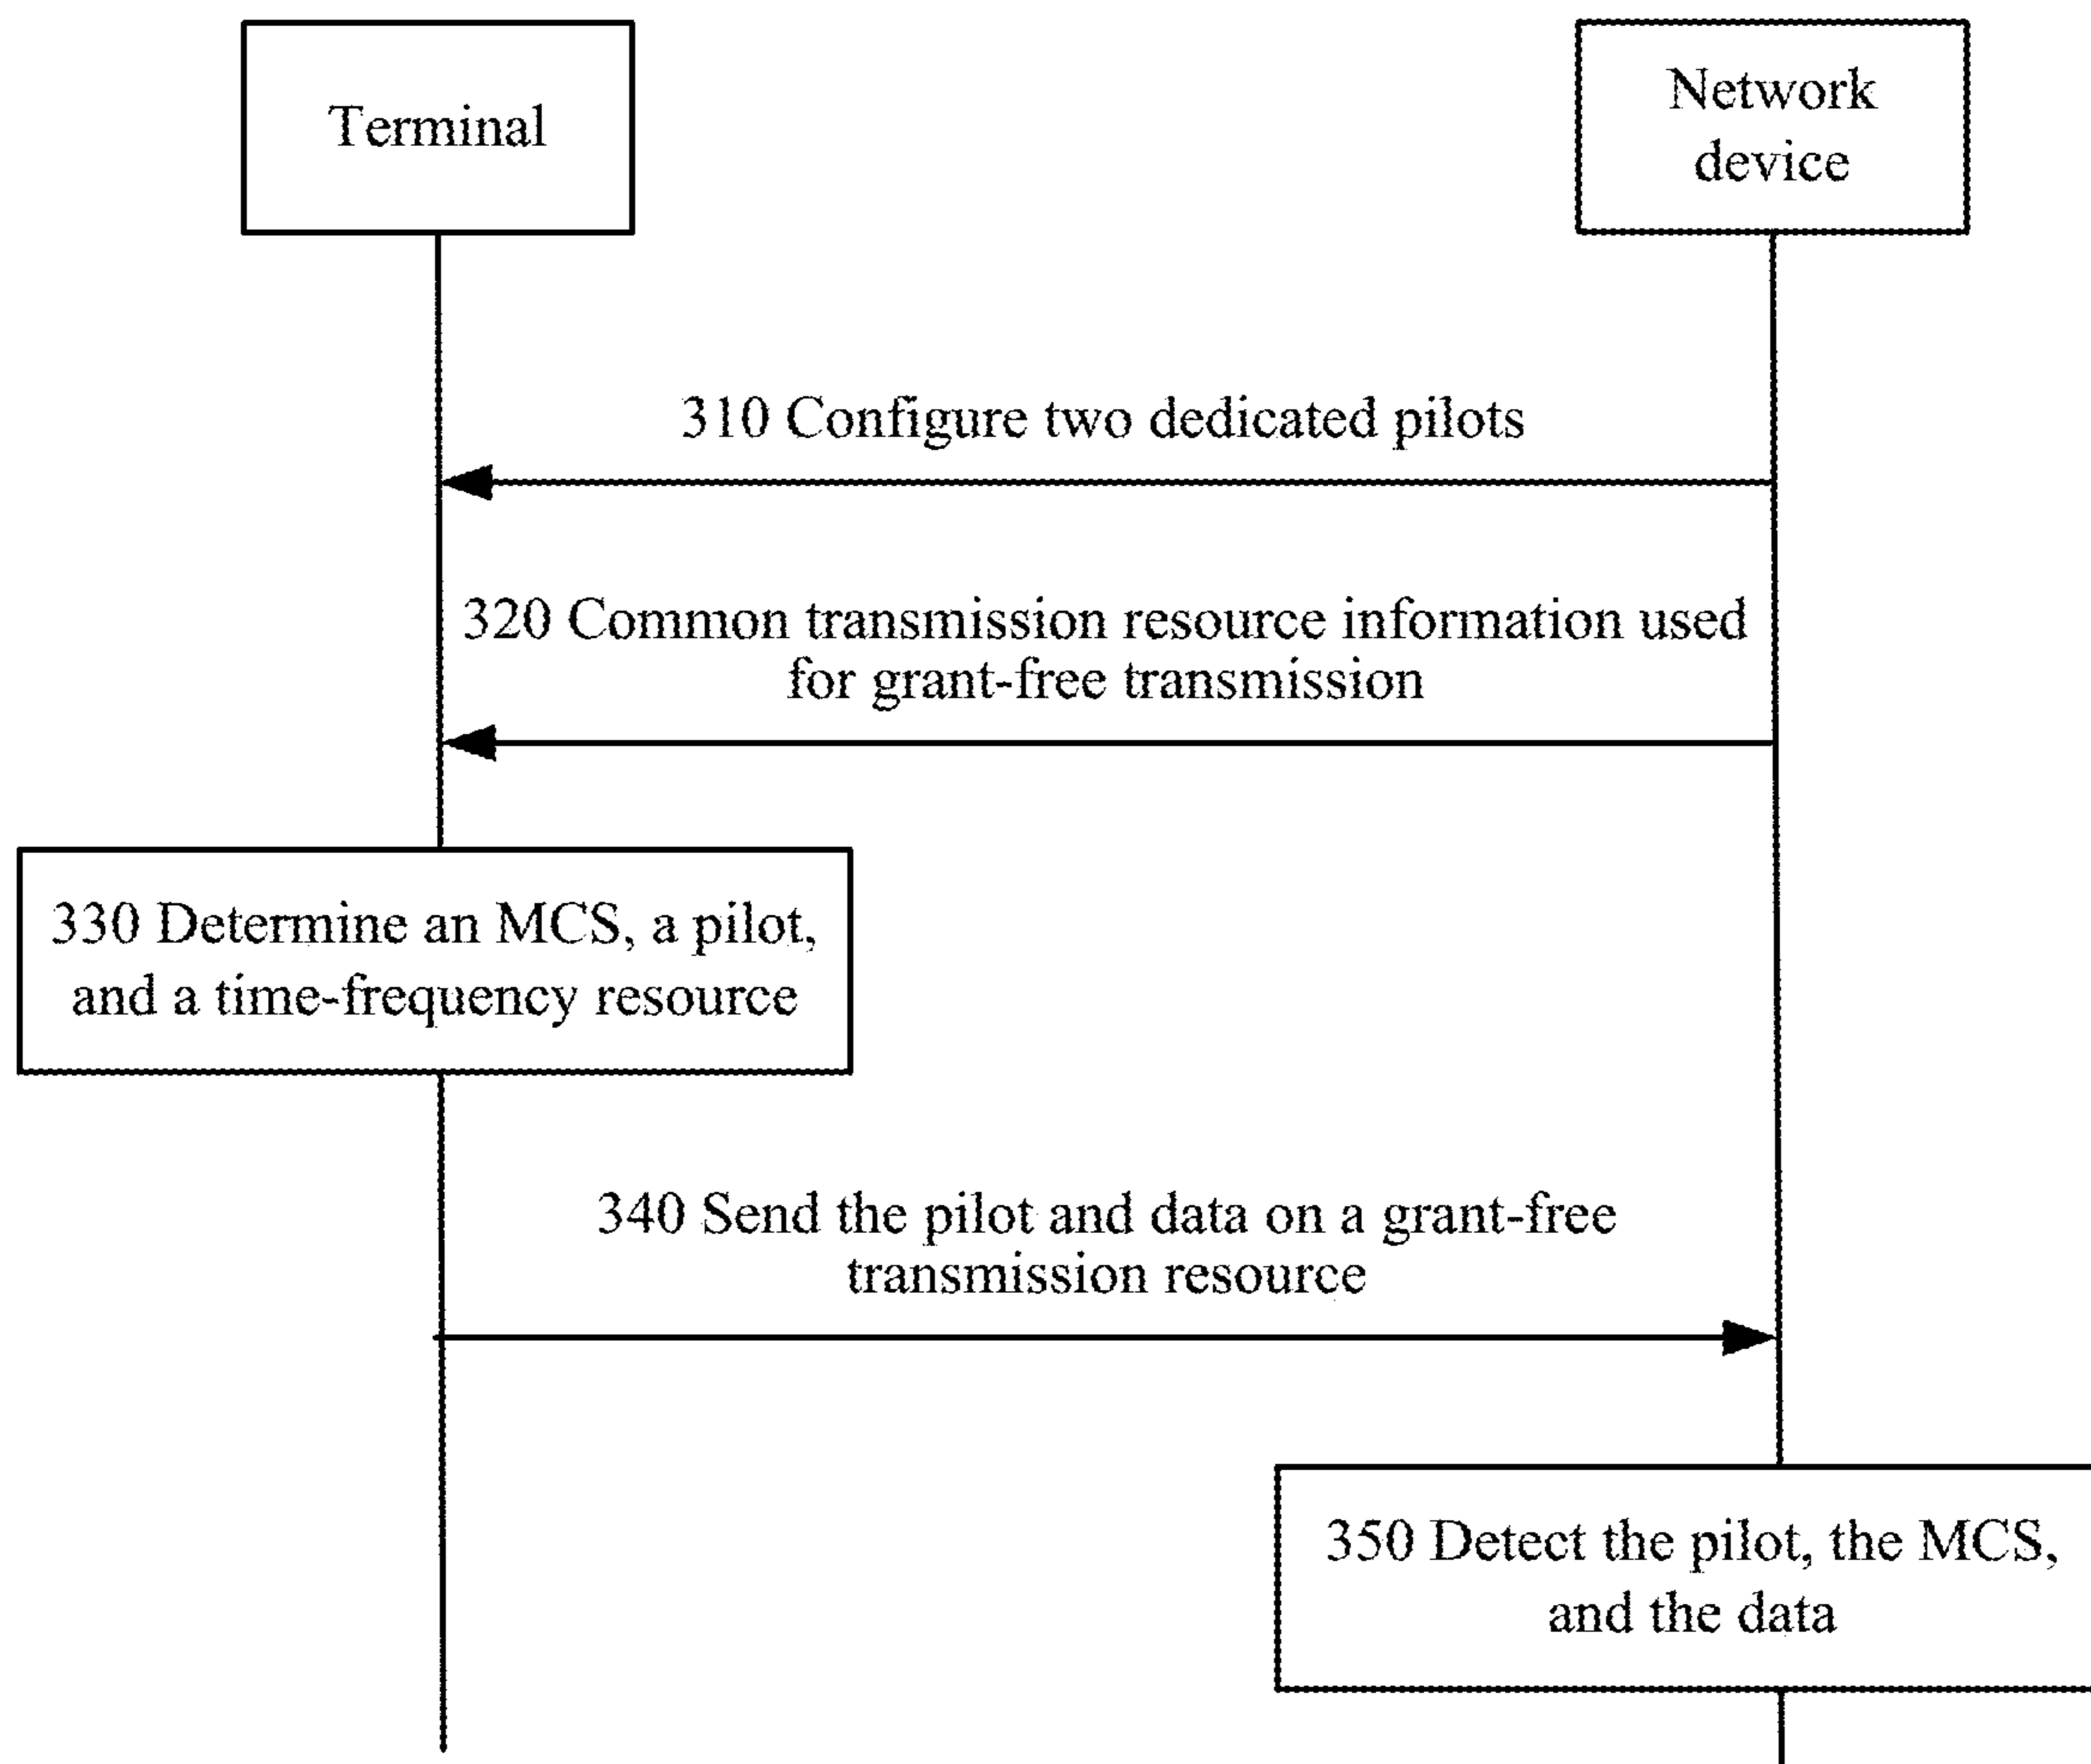 Terminal
Network
device
310 Configure two dedicated pilots
320 Common transmission resource information used
for grant-free transmission
330 Determine an MCS, a pilot,
and a time-frequency resource
340 Send the pilot and data on a grant-free
transmission resource
350 Detect the pilot, the MCS,
and the data